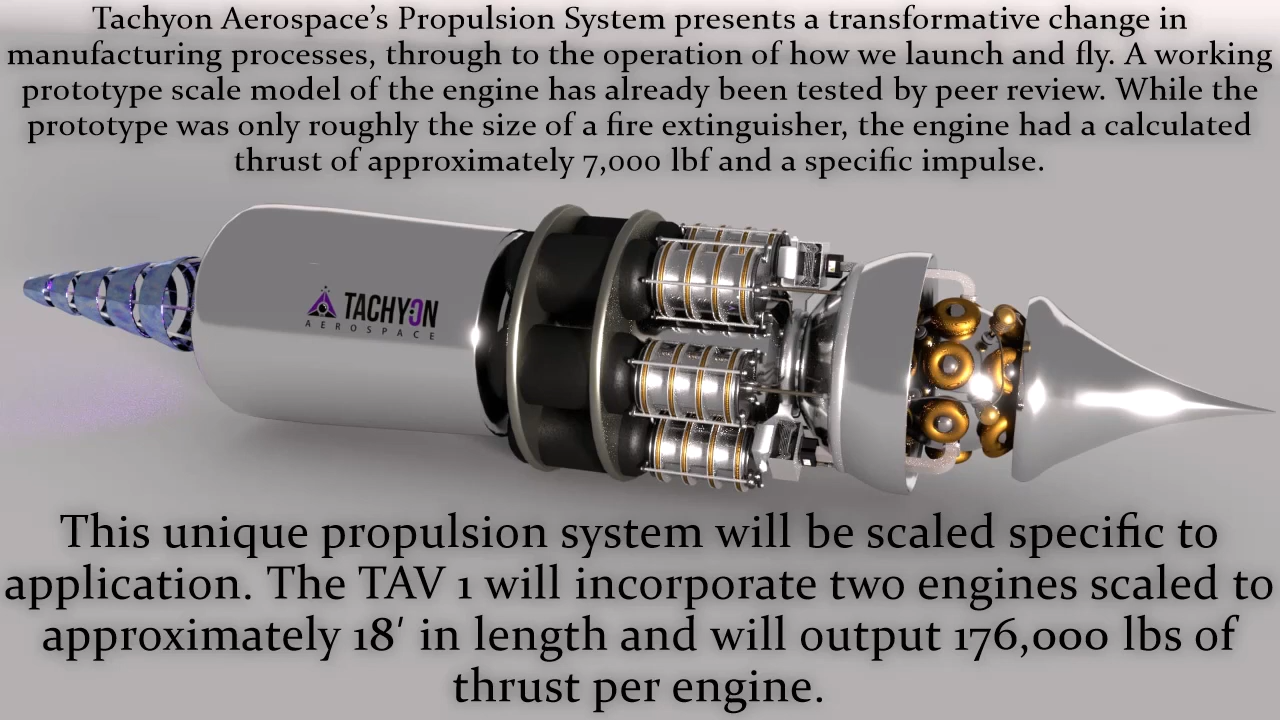 Tachyon Aerospace’s Propulsion System presents a transformative change in
manufacturing processes, through to the operation of how we launch and fly. A working
prototype scale model of the engine has already been tested by peer review. While the
prototype was only roughly the size of a fire extinguisher, the engine had a calculated
thrust of approximately 7,000 lbf and a specific impulse.
TACHYON
AEROSPACE
This unique propulsion system will be scaled specific to
application. The TAV 1 will incorporate two engines scaled to
approximately 18′ in length and will output 176,000 lbs of
thrust per engine.